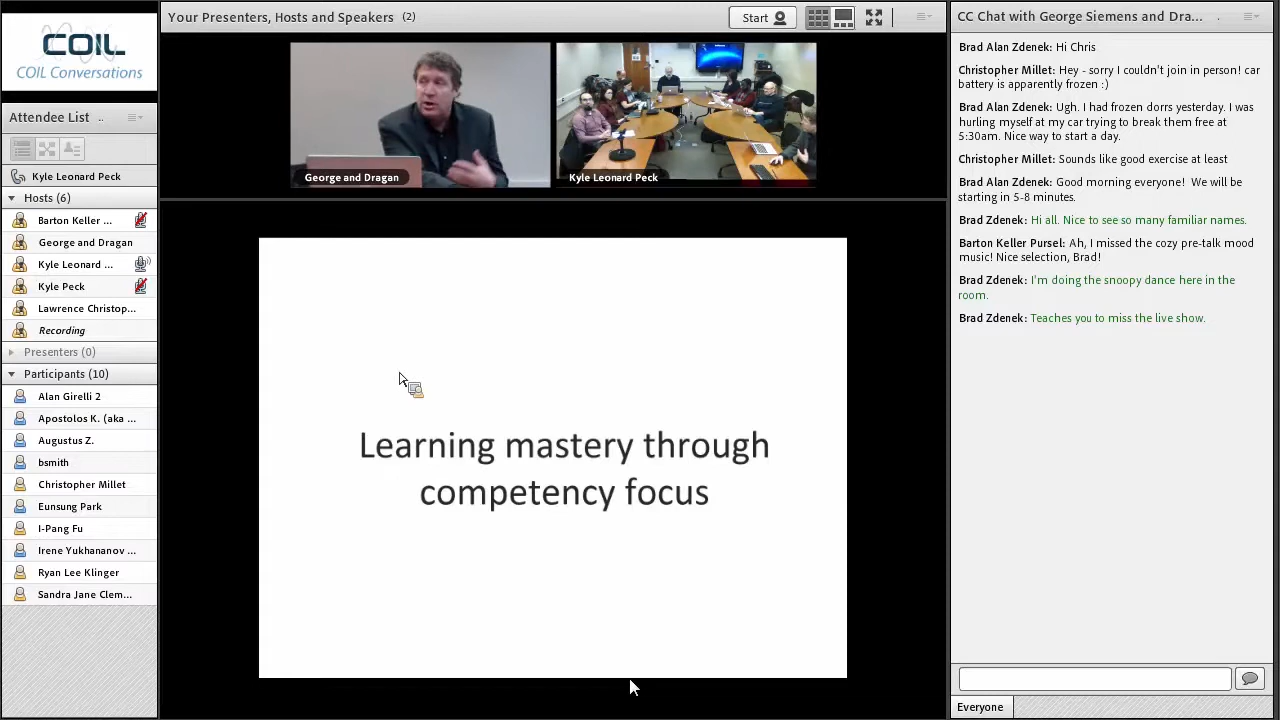 COIL
COIL Conversations
Attendee List
Kyle Leonard Peck
Hosts (6)
Barton Keller ...
George and Dragan
Kyle Leonard ...
Kyle Peck
Lawrence Christop...
Recording
Presenters (0)
Participants (10)
Alan Girelli 2
Apostolos K. (aka ...
Augustus Z.
bsmith
Christopher Millet
Eunsung Park
I-Pang Fu
Irene Yukhananov ...
Ryan Lee Klinger
Sandra Jane Clem...
Your Presenters, Hosts and Speakers (2)
Start
George and Dragan
Kyle Leonard Peck
Learning mastery through
competency focus
CC Chat with George Siemens and Dra...
Brad Alan Zdenek: Hi Chris
Christopher Millet: Hey - sorry I couldn't join in person! car
battery is apparently frozen :)
Brad Alan Zdenek: Ugh. I had frozen dorrs yesterday. I was
hurling myself at my car trying to break them free at
5:30am. Nice way to start a day.
Christopher Millet: Sounds like good exercise at least
Brad Alan Zdenek: Good morning everyone! We will be
starting in 5-8 minutes.
Brad Zdenek: Hi all. Nice to see so many familiar names.
Barton Keller Pursel: Ah, I missed the cozy pre-talk mood
music! Nice selection, Brad!
Brad Zdenek: I'm doing the snoopy dance here in the
room.
Brad Zdenek: Teaches you to miss the live show.
Everyone